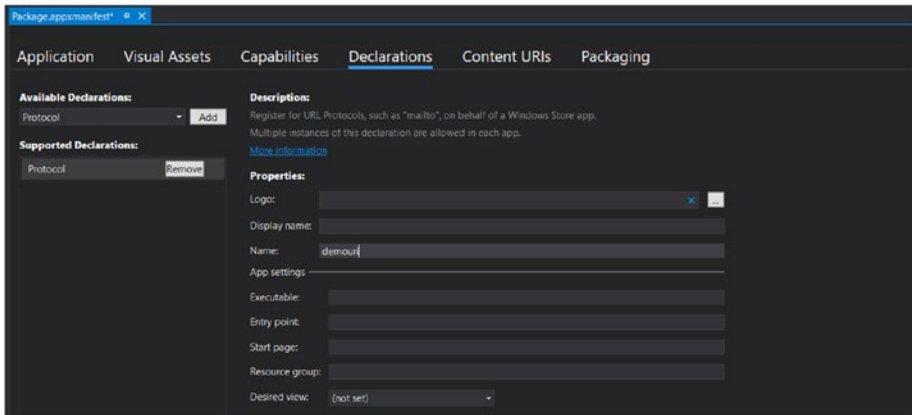 Package.appxmanifest*
Application Visual Assets Capabilities Declarations Content URIs Packaging
Available Declarations:
Protocol Add
Supported Declarations:
Protocol Remove
Description:
Register for URL Protocols, such as "mailto", on behalf of a Windows Store app.
Multiple instances of this declaration are allowed in each app.
More information
Properties:
Logo: ...
Display name:
Name: demouri
App settings
Executable:
Entry point:
Start page:
Resource group:
Desired view: (not set)